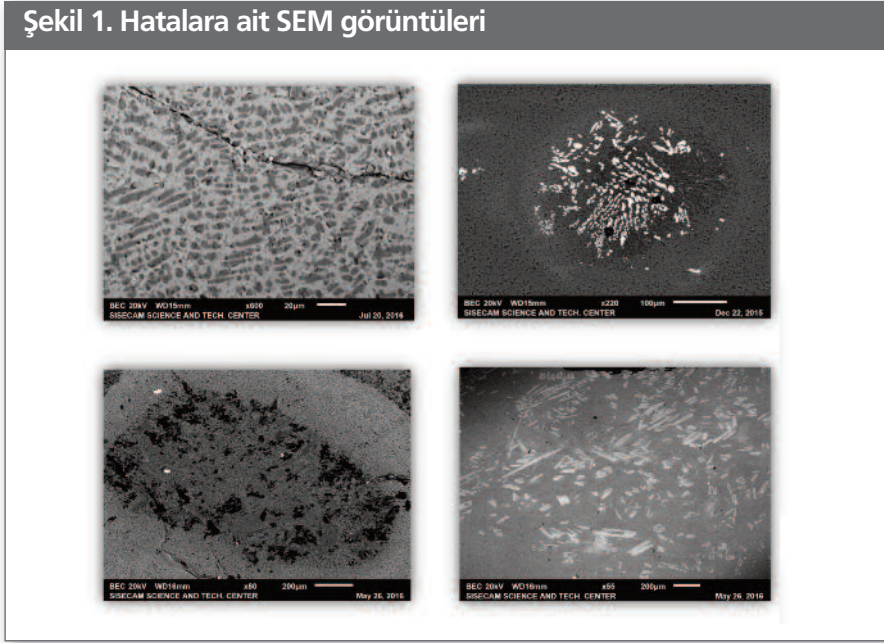 Şekil 1. Hatalara ait SEM görüntüleri
BEC 20kV WD15mm x600 20µm
SISECAM SCIENCE AND TECH. CENTER Jul 20, 2016
BEC 20kV WD15mm x220 100µm
SISECAM SCIENCE AND TECH. CENTER Dec 22, 2015
BEC 20kV WD16mm x60 200µm
SISECAM SCIENCE AND TECH. CENTER May 26, 2016
BEC 20kV WD16mm x55 200µm
SISECAM SCIENCE AND TECH. CENTER May 26, 2016